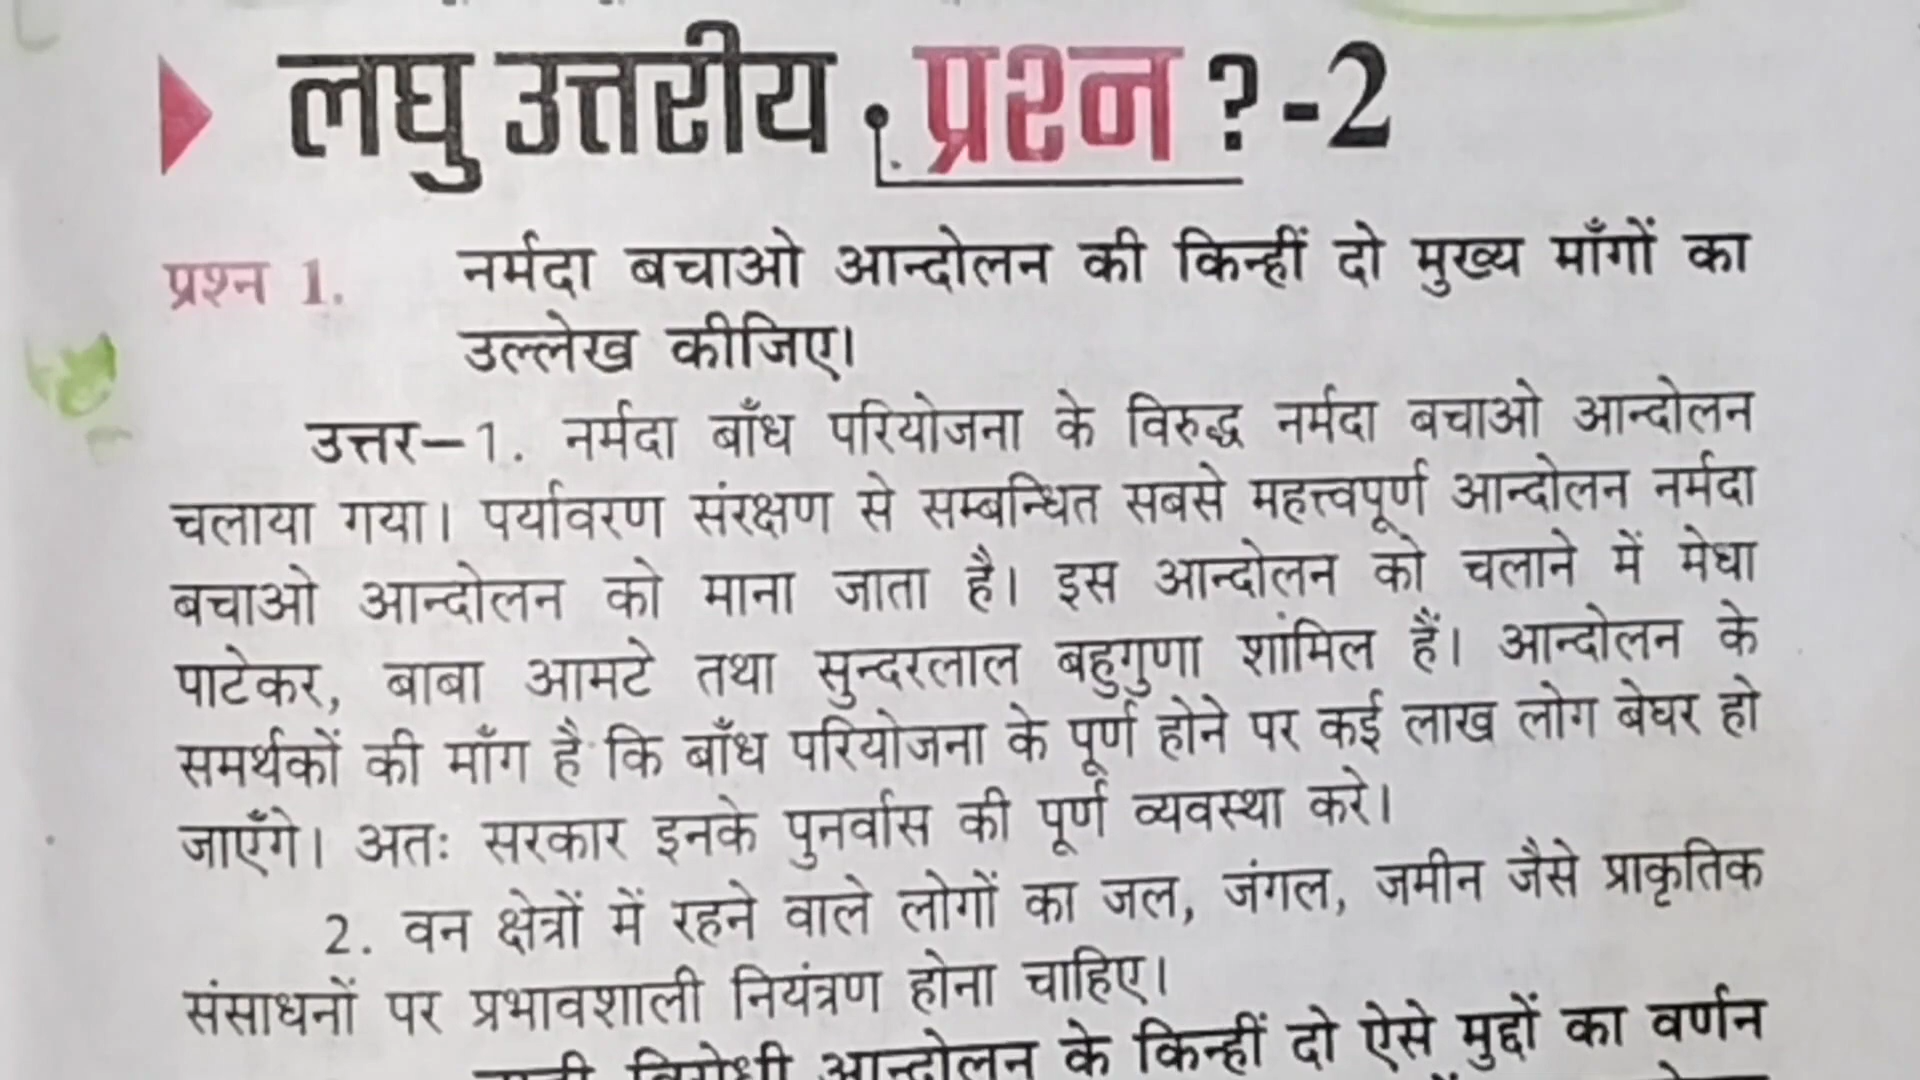 लघु उत्तरीय प्रश्न ? -2
प्रश्न 1. नर्मदा बचाओ आन्दोलन की किन्हीं दो मुख्य माँगों का
उल्लेख कीजिए।
उत्तर–1. नर्मदा बाँध परियोजना के विरुद्ध नर्मदा बचाओ आन्दोलन
चलाया गया। पर्यावरण संरक्षण से सम्बन्धित सबसे महत्त्वपूर्ण आन्दोलन नर्मदा
बचाओ आन्दोलन को माना जाता है। इस आन्दोलन को चलाने में मेधा
पाटेकर, बाबा आमटे तथा सुन्दरलाल बहुगुणा शामिल हैं। आन्दोलन के
समर्थकों की माँग है कि बाँध परियोजना के पूर्ण होने पर कई लाख लोग बेघर हो
जाएँगे। अतः सरकार इनके पुनर्वास की पूर्ण व्यवस्था करे।
2. वन क्षेत्रों में रहने वाले लोगों का जल, जंगल, जमीन जैसे प्राकृतिक
संसाधनों पर प्रभावशाली नियंत्रण होना चाहिए।
विरोधी आन्दोलन के किन्हीं दो ऐसे मुद्दों का वर्णन